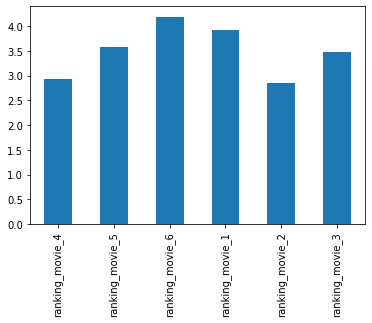 4.0
3.5
3.0
2.5
2.0
1.5
1.0
0.5
0.0
ranking_movie_4
ranking_movie_5
ranking_movie_6
ranking_movie_1
ranking_movie_2
ranking_movie_3